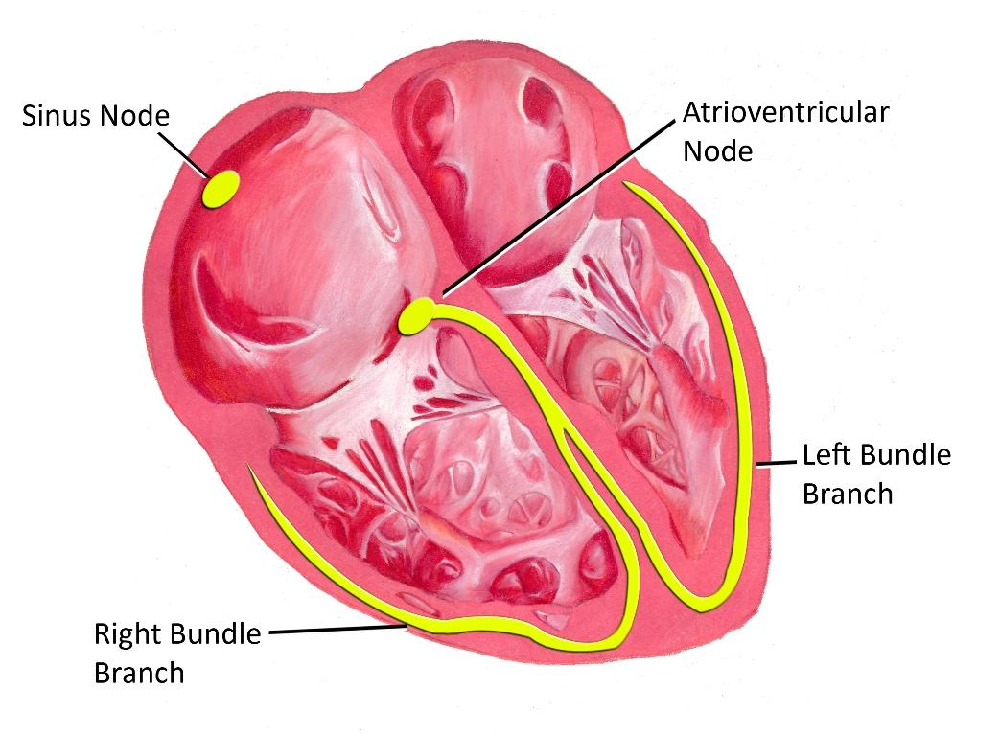 Sinus Node
Atrioventricular
Node
Left Bundle
Branch
Right Bundle
Branch